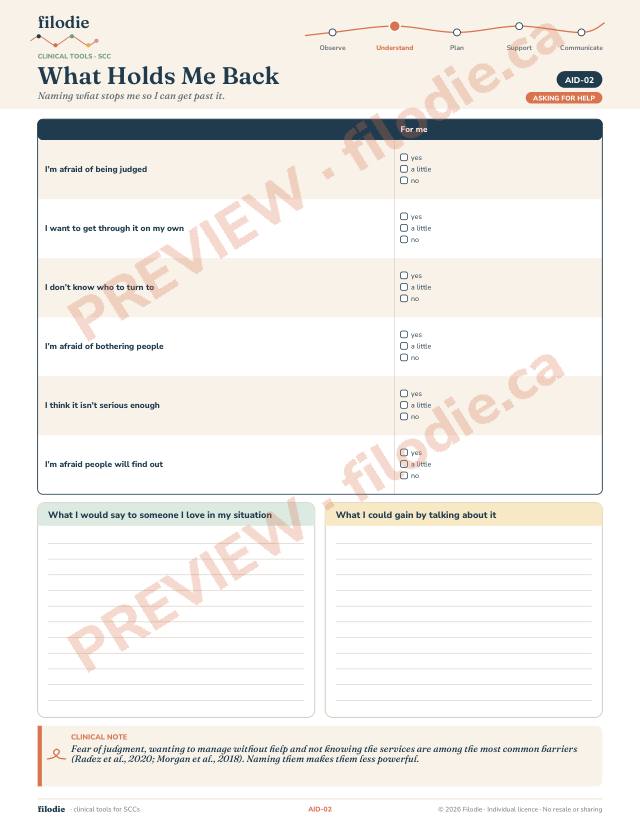 filodie
Observe Understand Plan Support Communicate
CLINICAL TOOLS · SCC
What Holds Me Back
Naming what stops me so I can get past it.
AID-02
ASKING FOR HELP
For me
I'm afraid of being judged
yes
a little
no
I want to get through it on my own
yes
a little
no
I don't know who to turn to
yes
a little
no
I'm afraid of bothering people
yes
a little
no
I think it isn't serious enough
yes
a little
no
I'm afraid people will find out
yes
a little
no
What I would say to someone I love in my situation
What I could gain by talking about it
CLINICAL NOTE
Fear of judgment, wanting to manage without help and not knowing the services are among the most common barriers
(Radez et al., 2020; Morgan et al., 2018). Naming them makes them less powerful.
filodie · clinical tools for SCCs
AID-02
© 2026 Filodie · Individual licence · No resale or sharing
PREVIEW · filodie.ca
PREVIEW · filodie.ca